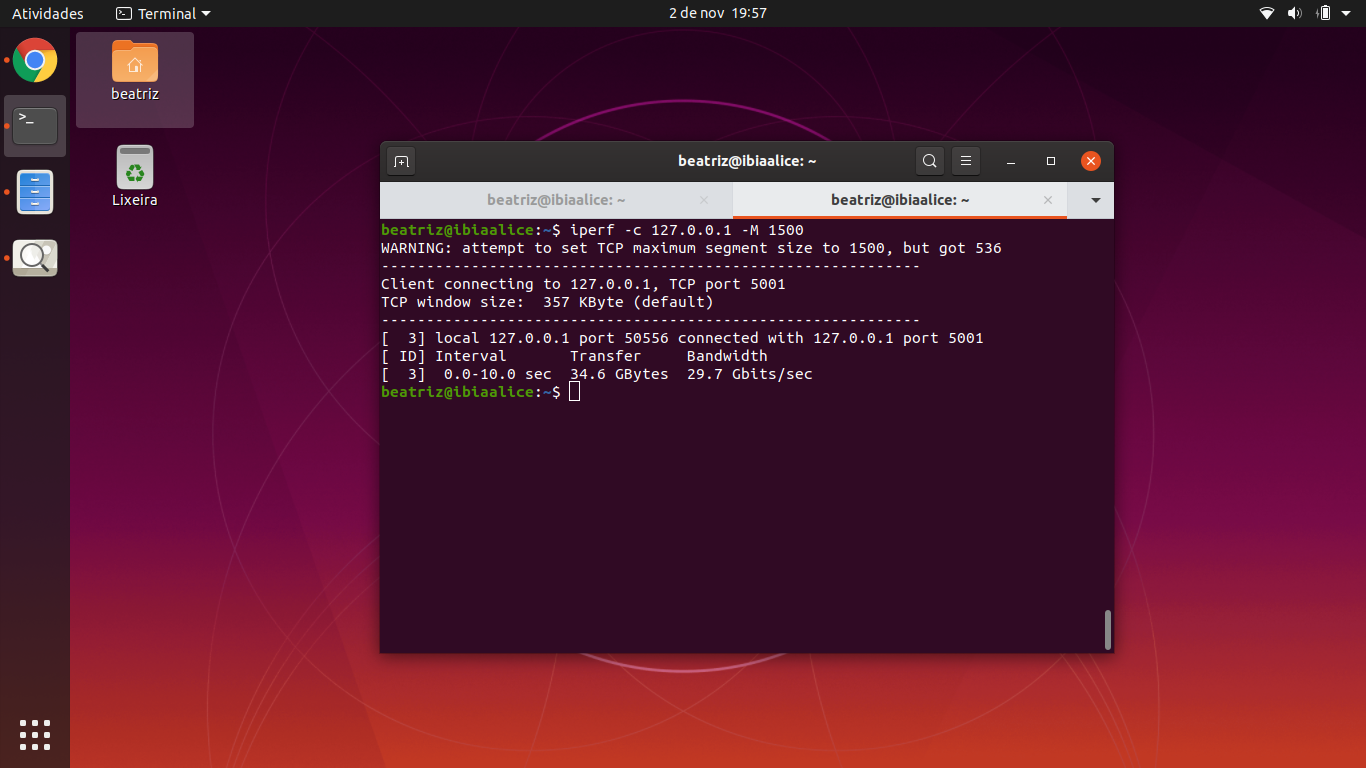 Atividades
Terminal
2 de nov 19:57
beatriz
Lixeira
beatriz@ibiaalice: ~
beatriz@ibiaalice: ~
beatriz@ibiaalice: ~
beatriz@ibiaalice:~$ iperf -c 127.0.0.1 -M 1500
WARNING: attempt to set TCP maximum segment size to 1500, but got 536
------------------------------------------------------------
Client connecting to 127.0.0.1, TCP port 5001
TCP window size:  357 KByte (default)
------------------------------------------------------------
[  3] local 127.0.0.1 port 50556 connected with 127.0.0.1 port 5001
[ ID] Interval       Transfer     Bandwidth
[  3]  0.0-10.0 sec  34.6 GBytes  29.7 Gbits/sec
beatriz@ibiaalice:~$